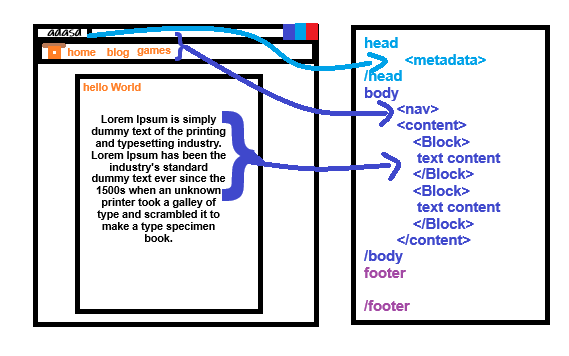 adasd
home blog games
hello World
Lorem Ipsum is simply
dummy text of the printing
and typesetting industry.
Lorem Ipsum has been the
industry's standard
dummy text ever since the
1500s when an unknown
printer took a galley of
type and scrambled it to
make a type specimen
book.
head
<metadata>
/head
body
<nav>
<content>
<Block>
text content
</Block>
<Block>
text content
</Block>
</content>
/body
footer
/footer